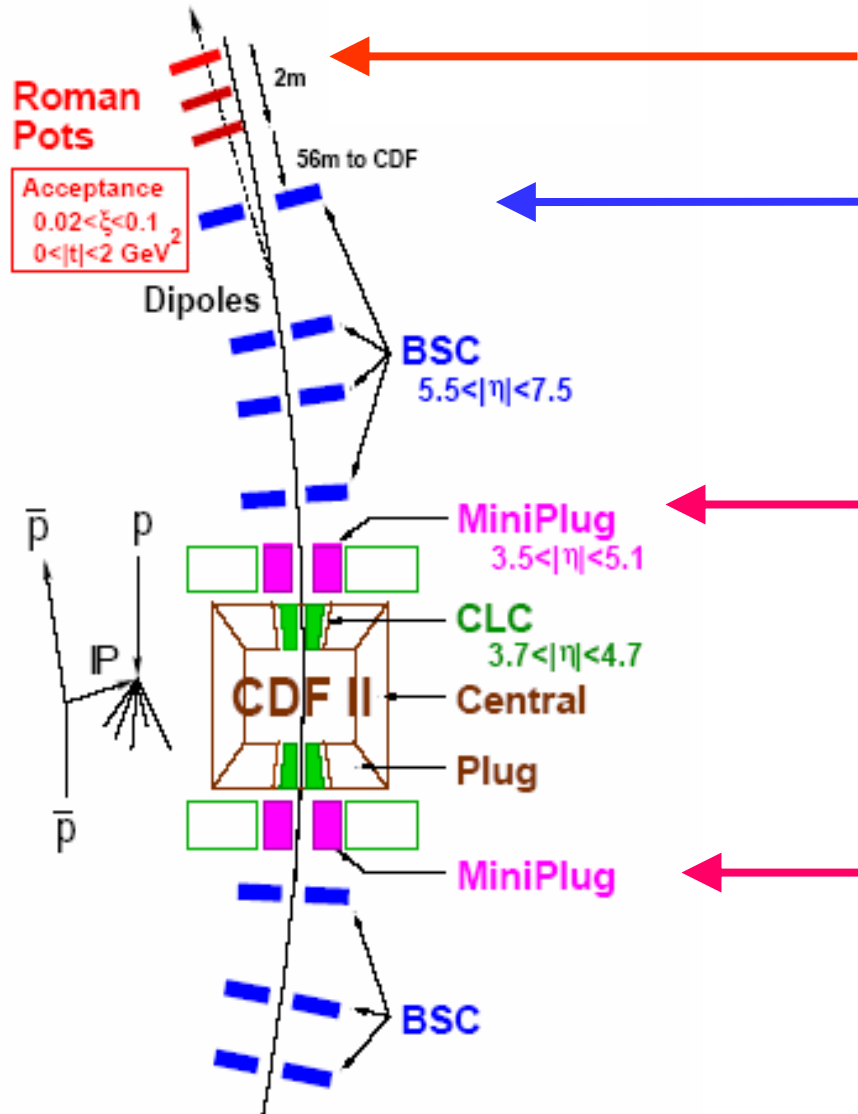 2m
Roman
Pots
56m to CDF
Acceptance
0.02<ξ<0.1
0<|t|<2 GeV²
Dipoles
BSC
5.5<|η|<7.5
p̅ p
MiniPlug
3.5<|η|<5.1
CLC
3.7<|η|<4.7
IP
CDF II
Central
Plug
p̅
MiniPlug
BSC